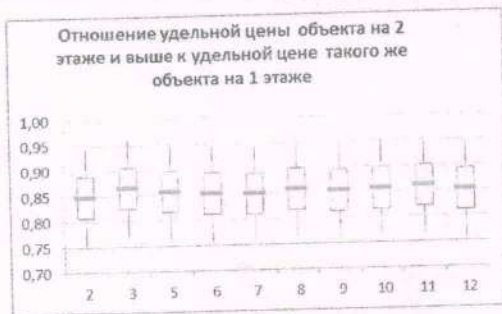 Отношение удельной цены объекта на 2
этаже и выше к удельной цене такого же
объекта на 1 этаже
1,00
0,95
0,90
0,85
0,80
0,75
0,70
2 3 5 6 7 8 9 10 11 12